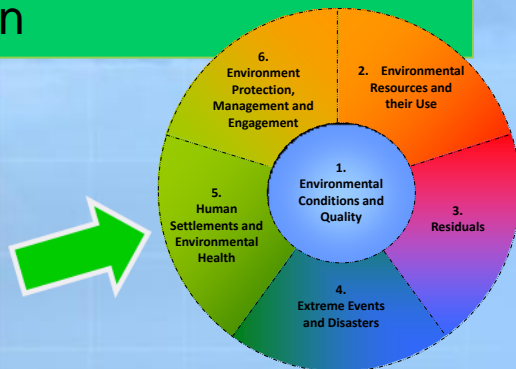 n
6.
Environment
Protection,
Management and
Engagement
2. Environmental
Resources and
their Use
1.
Environmental
Conditions and
Quality
5.
Human
Settlements and
Environmental
Health
3.
Residuals
4.
Extreme Events
and Disasters